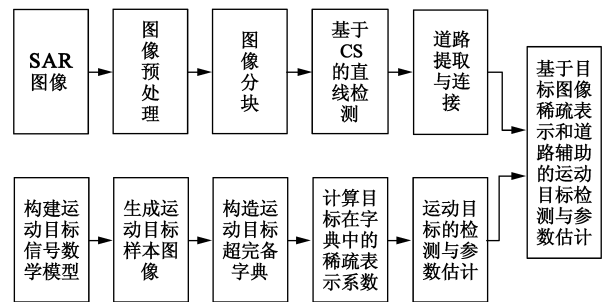 SAR
图像
图
像
预
处
理
图
像
分
块
基于
CS
的直
线检
测
道路
提取
与连
接
基于目
标图像
稀疏表
示和道
路辅助
的运动
目标检
测与参
数估计
构建运
动目标
信号数
学模型
生成运
动目标
样本图
像
构造运
动目标
超完备
字典
计算目
标在字
典中的
稀疏表
示系数
运动目
标的检
测与参
数估计